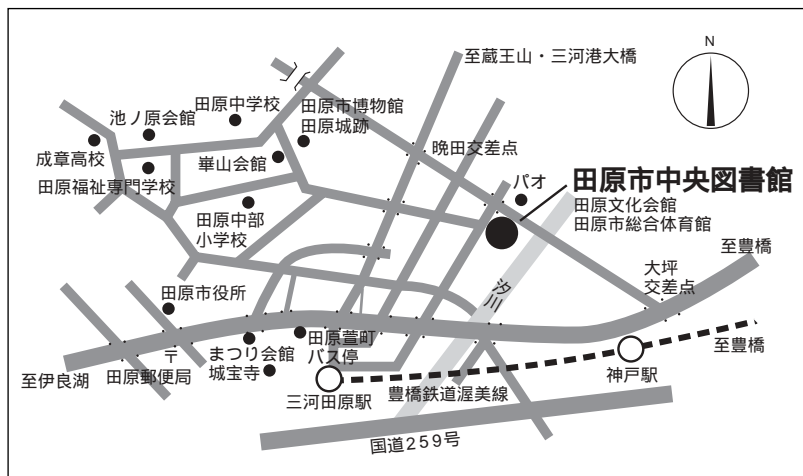 N
至蔵王山・三河港大橋
田原中学校
田原市博物館
田原城跡
池ノ原会館
成章高校
崋山会館
晩田交差点
田原福祉専門学校
パオ
田原市中央図書館
田原文化会館
田原市総合体育館
田原中部
小学校
至豊橋
大坪
交差点
汐川
田原市役所
〒
田原郵便局
まつり会館
城宝寺
田原萱町
バス停
至豊橋
至伊良湖
三河田原駅
豊橋鉄道渥美線
神戸駅
国道259号